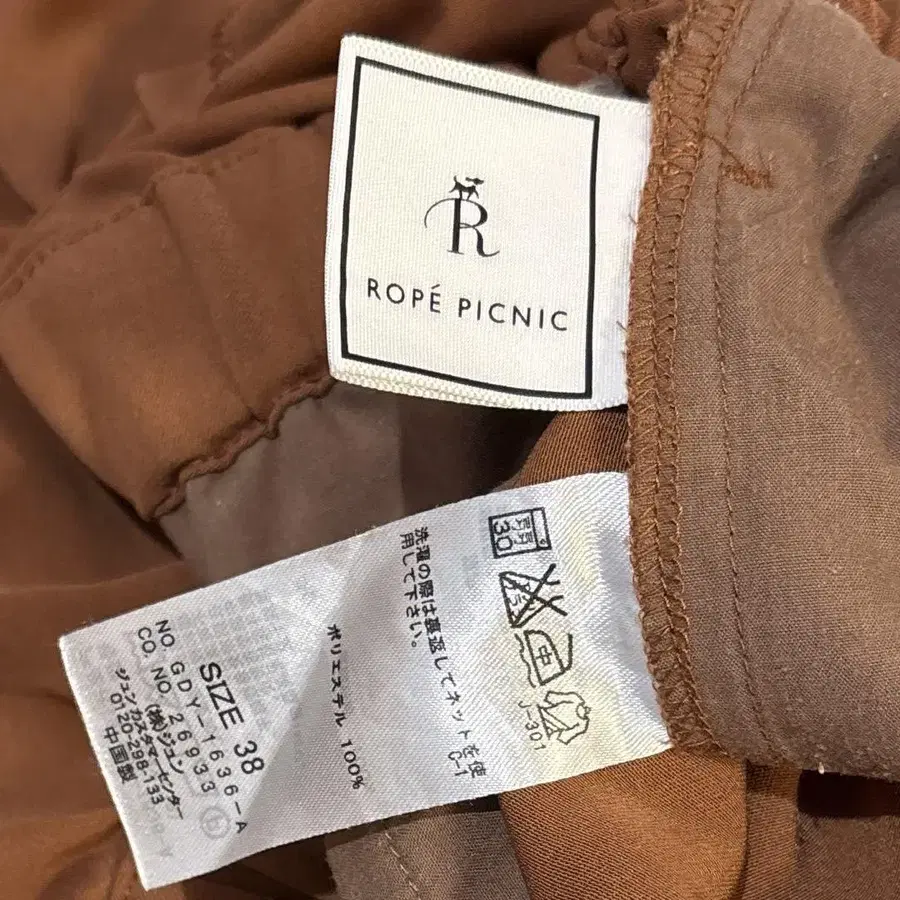 R
ROPÉ PICNIC
30
J-301
洗濯の際は裏返してネットを使
用して下さい。
C-1
ポリエステル 100%
SIZE 38
NO. GDY-1636-A
CO. NO. 26933
(株)ジュン
ジュンカスタマーセンター
0120-298-133
中国製